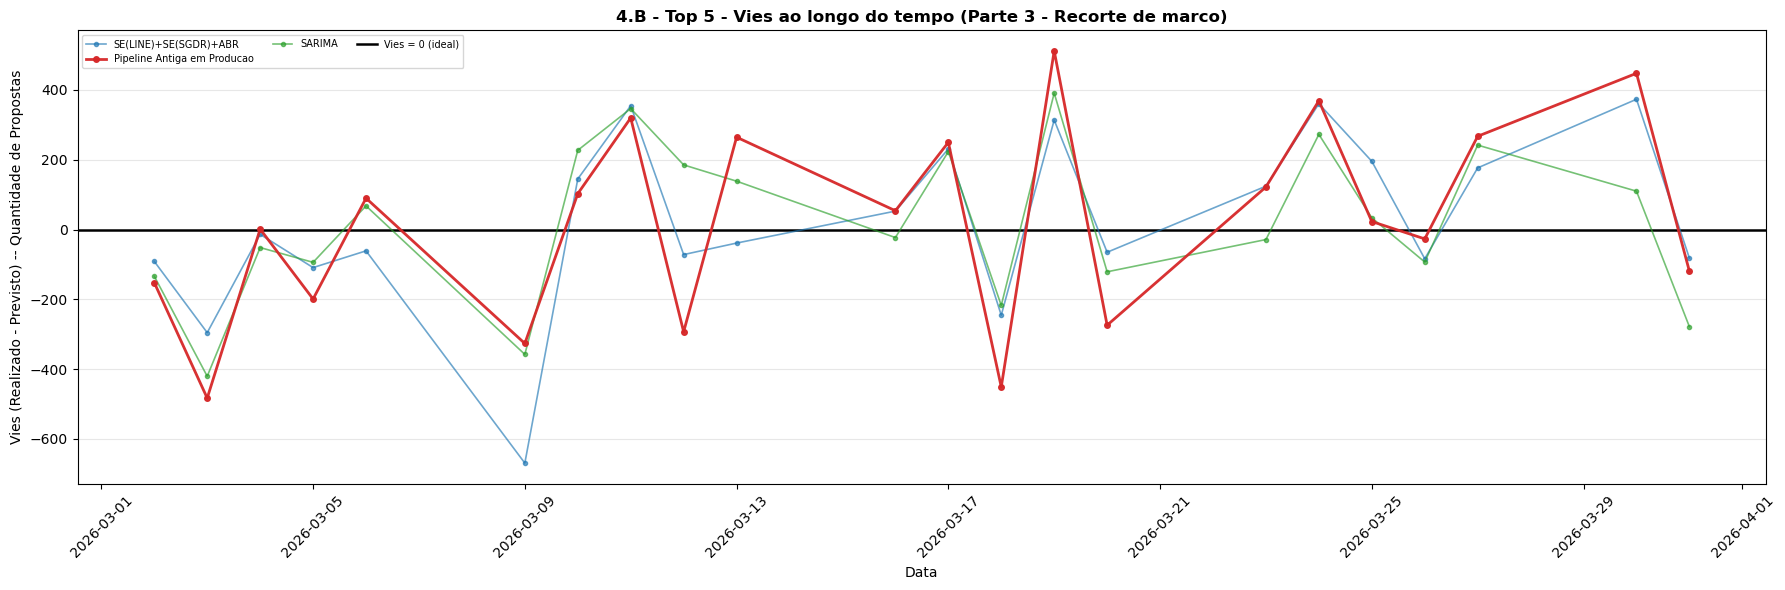 4.B - Top 5 - Vies ao longo do tempo (Parte 3 - Recorte de marco)
SE(LINE)+SE(SGDR)+ABR
Pipeline Antiga em Producao
SARIMA
Vies = 0 (ideal)
Vies (Realizado - Previsto) -- Quantidade de Propostas
400
200
0
−200
−400
−600
2026-03-01
2026-03-05
2026-03-09
2026-03-13
2026-03-17
2026-03-21
2026-03-25
2026-03-29
2026-04-01
Data